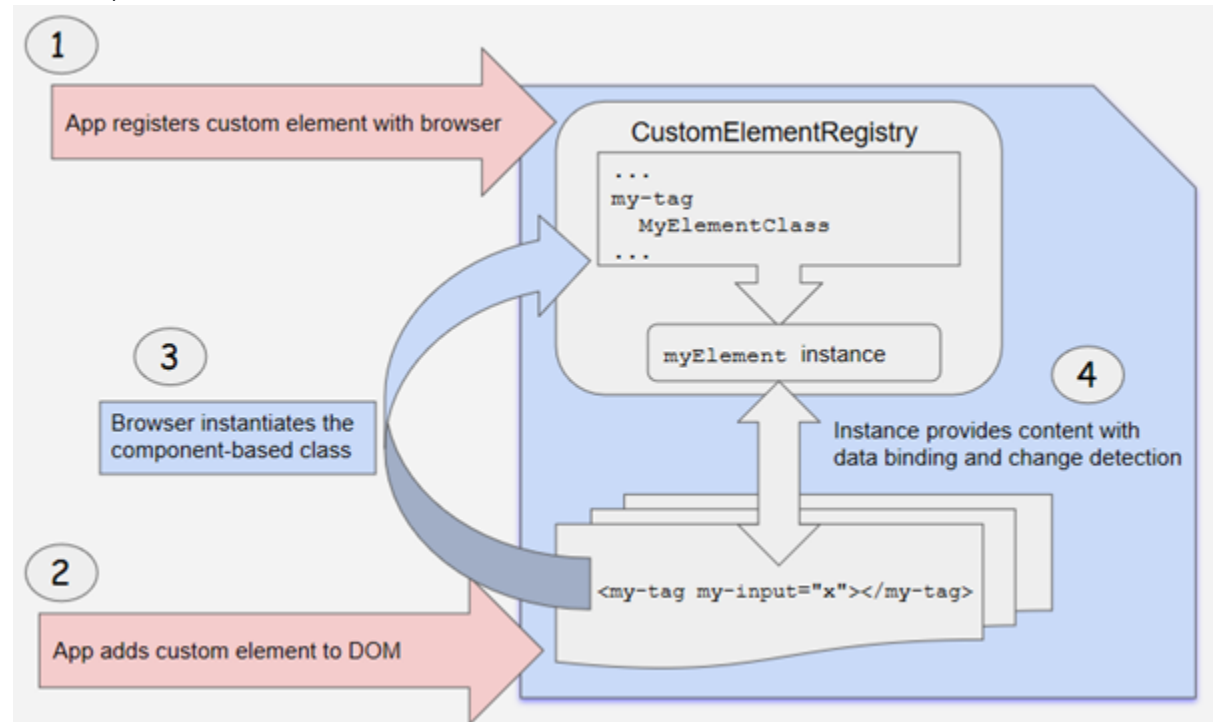 1
App registers custom element with browser
CustomElementRegistry
...
my-tag
MyElementClass
...
myElement instance
3
Browser instantiates the
component-based class
4
Instance provides content with
data binding and change detection
2
App adds custom element to DOM
<my-tag my-input="x"></my-tag>